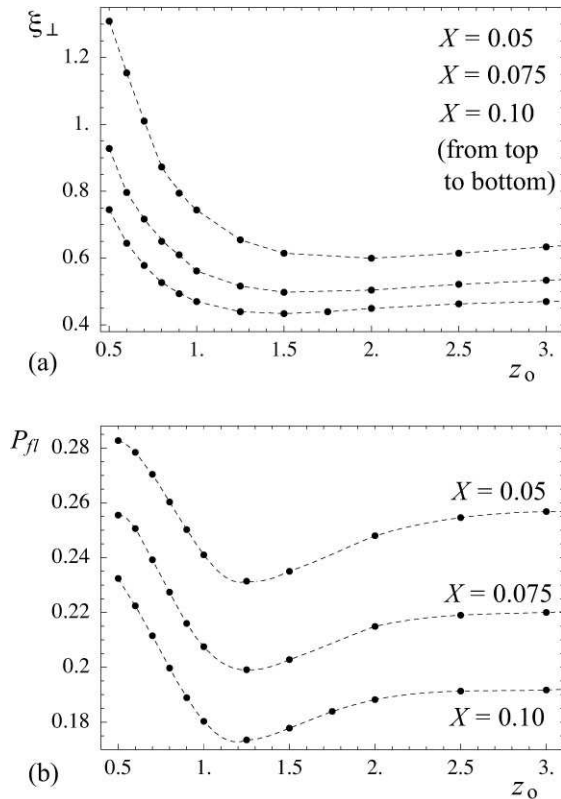 ξ⊥
1.2
1.
0.8
0.6
0.4
X = 0.05
X = 0.075
X = 0.10
(from top
to bottom)
0.5 1. 1.5 2. 2.5 3.
(a)
zo
Pfl
0.28
0.26
0.24
0.22
0.2
0.18
X = 0.05
X = 0.075
X = 0.10
0.5 1. 1.5 2. 2.5 3.
(b)
zo